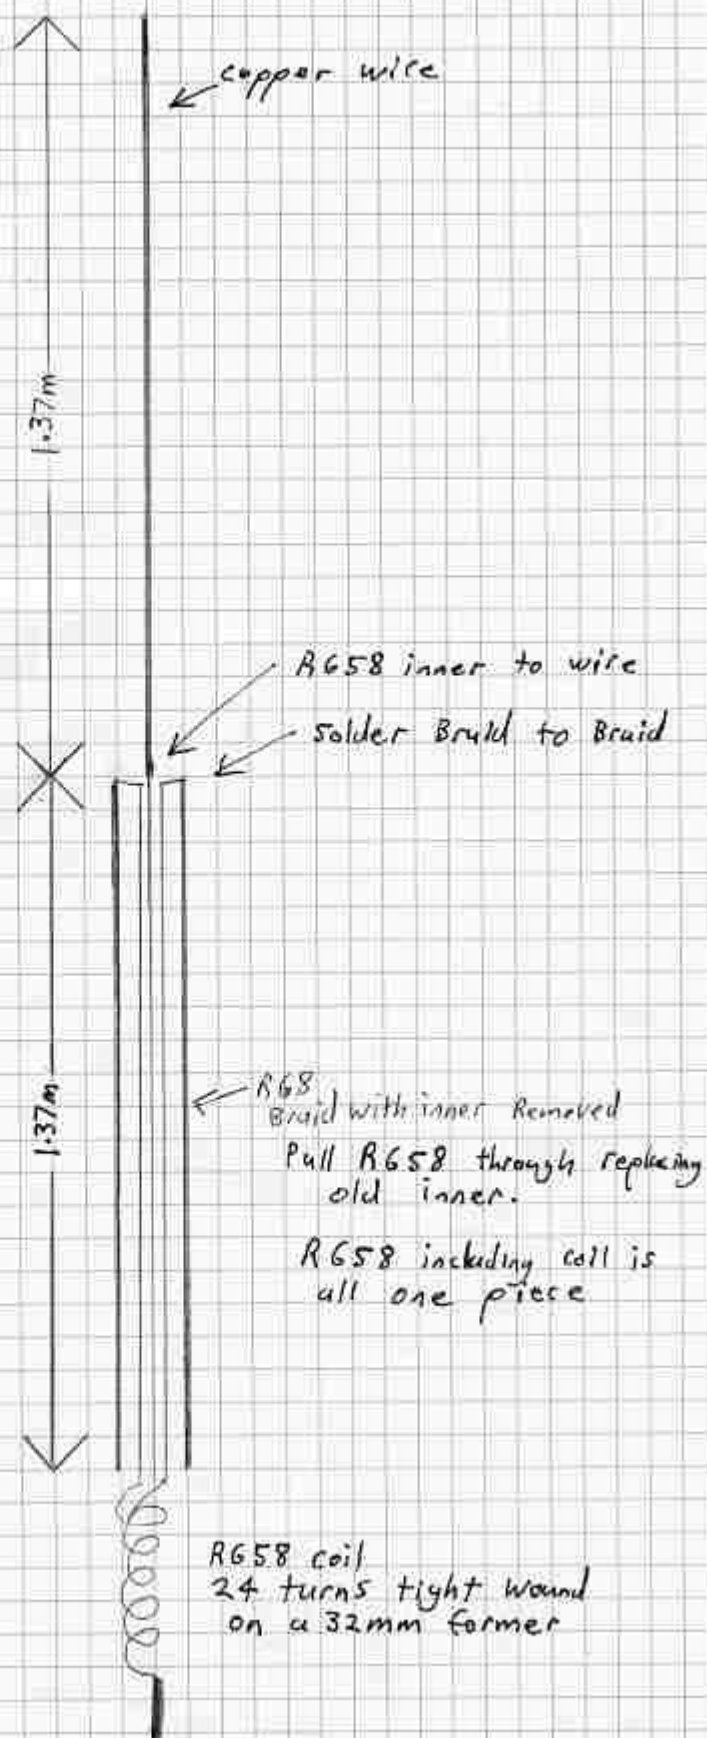 copper wire
1.37m
RG58 inner to wire
Solder Braid to Braid
1.37m
RG8
Braid with inner Removed
Pull RG58 through replacing
old inner.
RG58 including coil is
all one piece
RG58 coil
24 turns tight wound
on a 32mm former